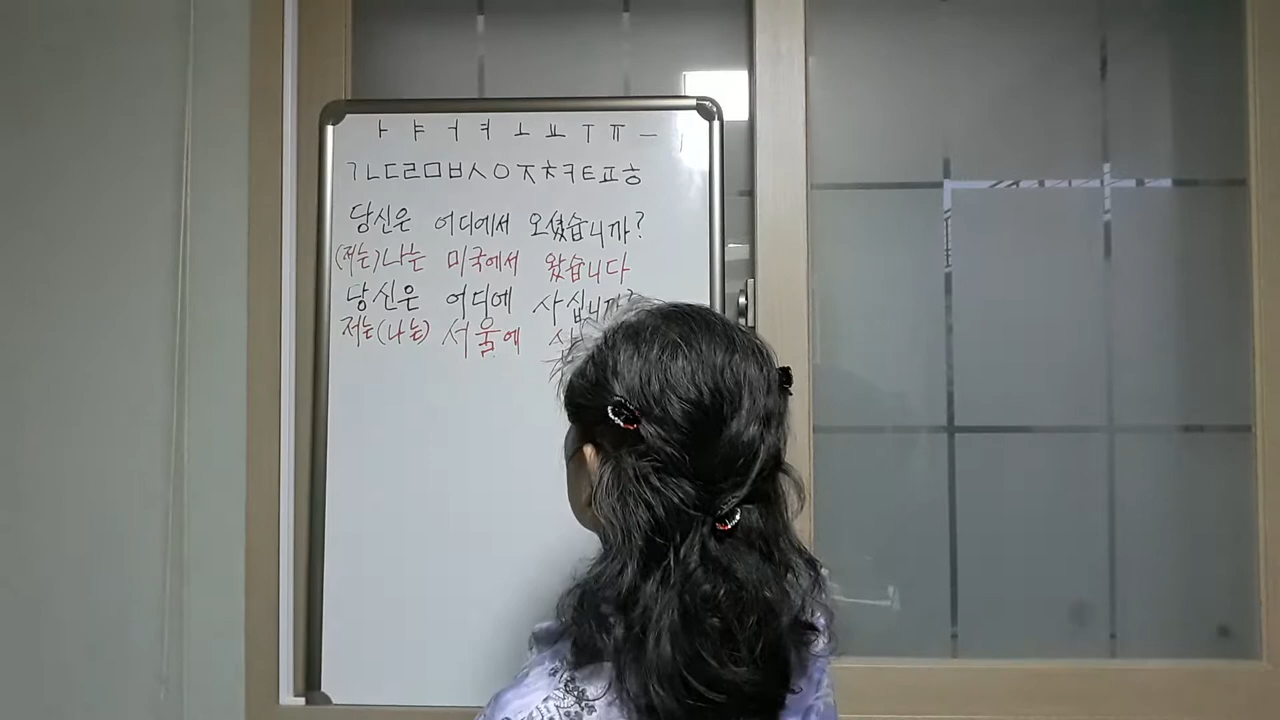 ㅏ ㅑ ㅓ ㅕ ㅗ ㅛ ㅜ ㅠ ㅡ ㅣ
ㄱㄴㄷㄹㅁㅂㅅㅇㅈㅊㅋㅌㅍㅎ
당신은 어디에서 오셨습니까?
(저는)나는 미국에서 왔습니다
당신은 어디에 사십니까?
저는(나는) 서울에